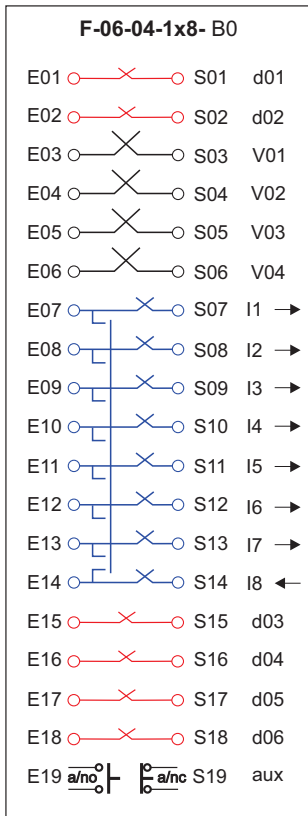 F-06-04-1x8- B0
E01 S01 d01
E02 S02 d02
E03 S03 V01
E04 S04 V02
E05 S05 V03
E06 S06 V04
E07 S07 I1
E08 S08 I2
E09 S09 I3
E10 S10 I4
E11 S11 I5
E12 S12 I6
E13 S13 I7
E14 S14 I8
E15 S15 d03
E16 S16 d04
E17 S17 d05
E18 S18 d06
E19 a/no a/nc S19 aux